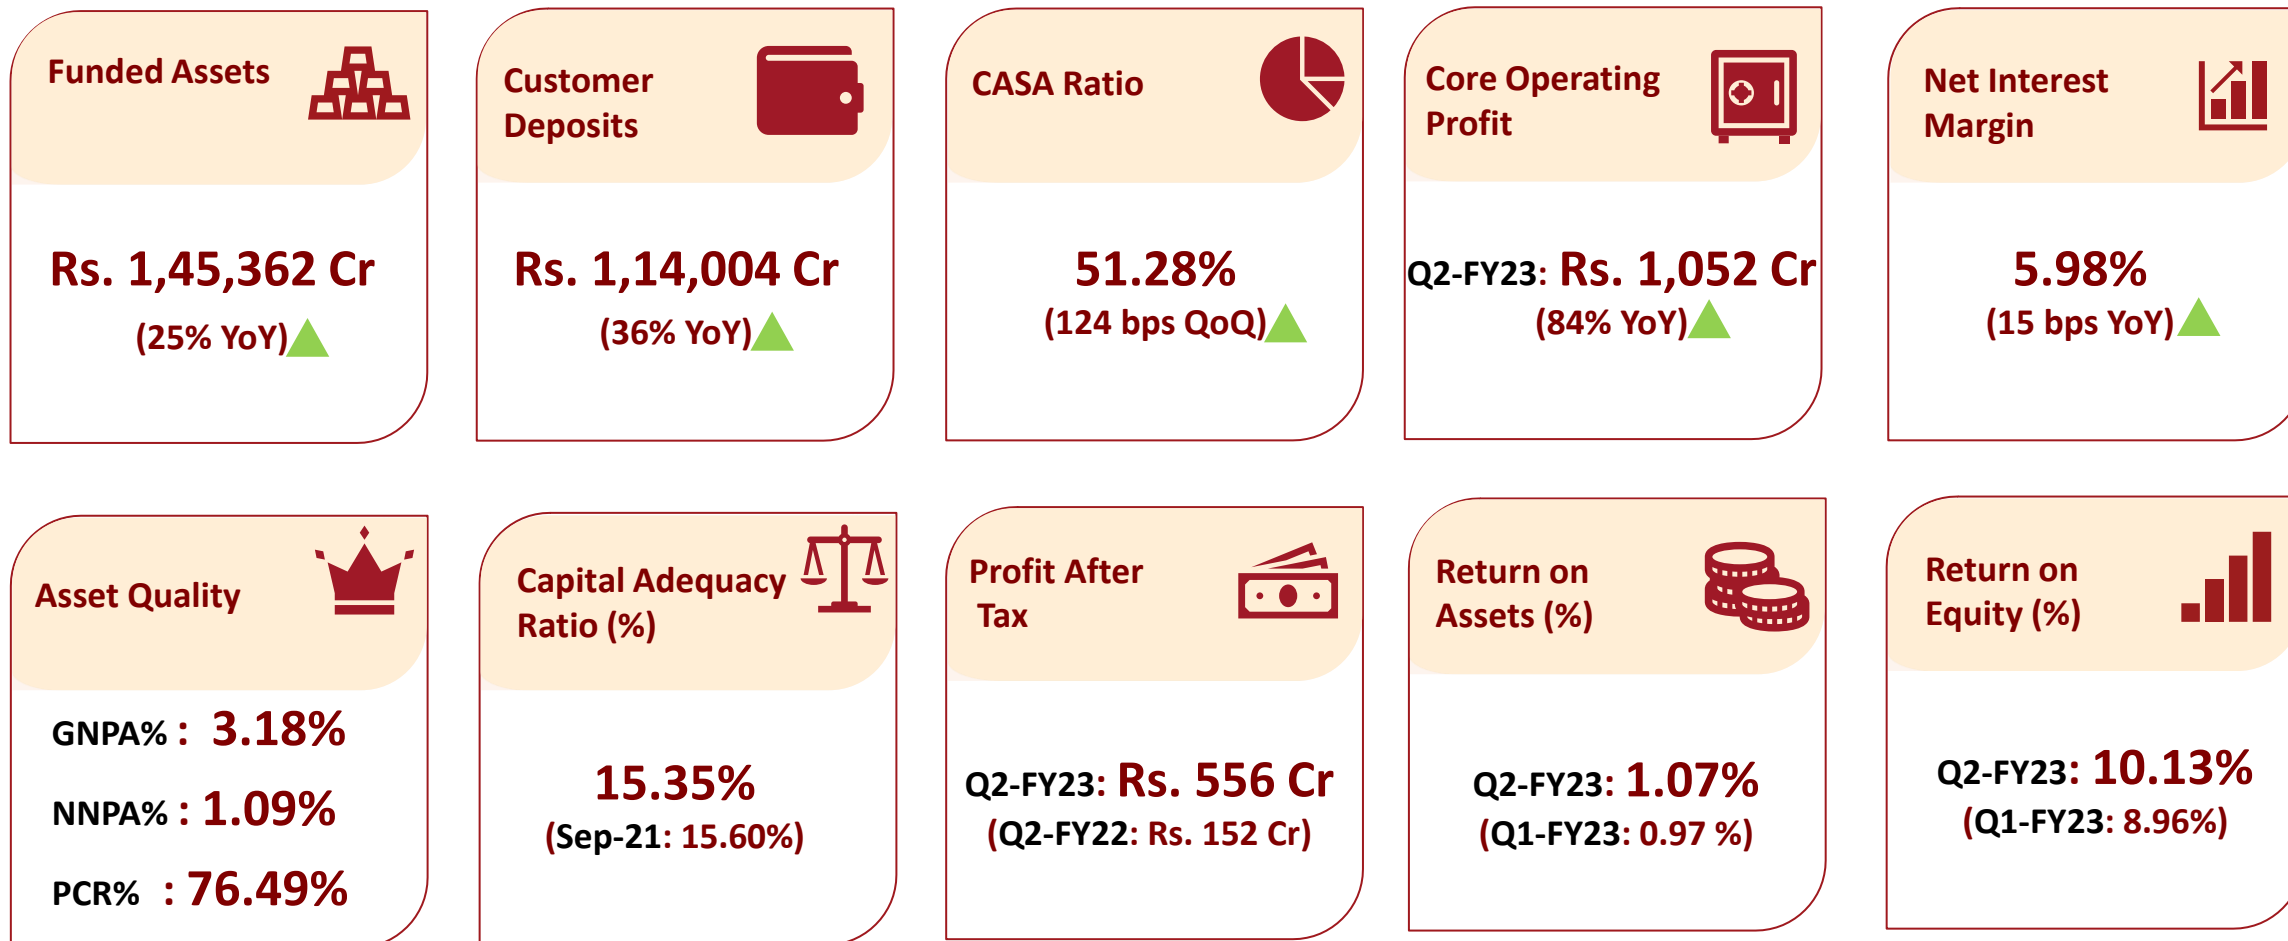 Funded Assets
Rs. 1,45,362 Cr
(25% YoY)
Customer
Deposits
Rs. 1,14,004 Cr
(36% YoY)
CASA Ratio
51.28%
(124 bps QoQ)
Core Operating
Profit
Q2-FY23: Rs. 1,052 Cr
(84% YoY)
Net Interest
Margin
5.98%
(15 bps YoY)
Asset Quality
GNPA% : 3.18%
NNPA% : 1.09%
PCR% : 76.49%
Capital Adequacy
Ratio (%)
15.35%
(Sep-21: 15.60%)
Profit After
Tax
Q2-FY23: Rs. 556 Cr
(Q2-FY22: Rs. 152 Cr)
Return on
Assets (%)
Q2-FY23: 1.07%
(Q1-FY23: 0.97 %)
Return on
Equity (%)
Q2-FY23: 10.13%
(Q1-FY23: 8.96%)